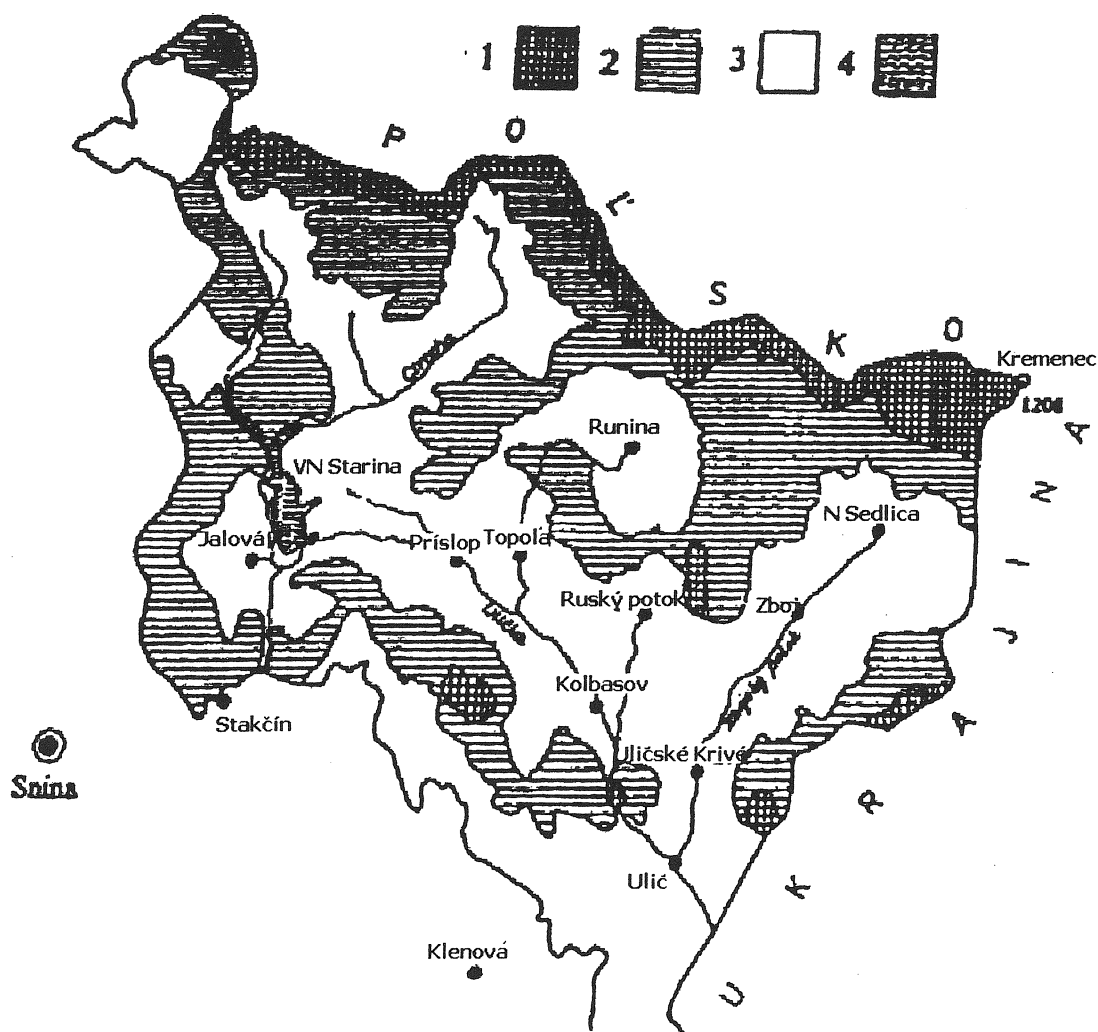 1 2 3 4
P O Ľ S K O
Kremenec
Runina
VN Starina
N Sedlica
Jalová
Príslop
Topoľa
Ruský potok
Zboj
Kolbasov
Stakčín
Uličské Krivé
Snina
Ulič
Klenová
U K R A J I N A